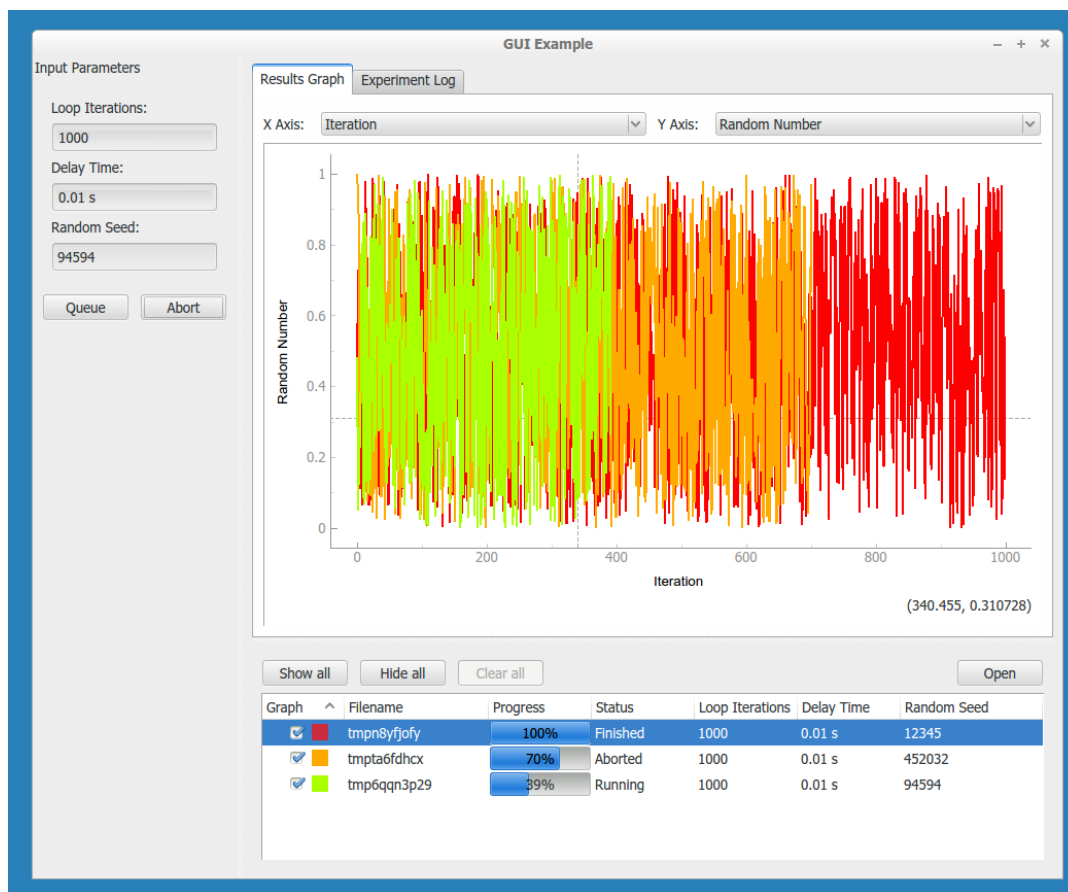 GUI Example
Input Parameters
Loop Iterations:
1000
Delay Time:
0.01 s
Random Seed:
94594
Queue Abort
Results Graph Experiment Log
X Axis: Iteration Y Axis: Random Number
Random Number
1
0.8
0.6
0.4
0.2
0
0 200 400 600 800 1000
Iteration
(340.455, 0.310728)
Show all Hide all Clear all Open
Graph Filename Progress Status Loop Iterations Delay Time Random Seed
tmpn8yfjofy 100% Finished 1000 0.01 s 12345
tmpta6fdhcx 70% Aborted 1000 0.01 s 452032
tmp6qqn3p29 39% Running 1000 0.01 s 94594